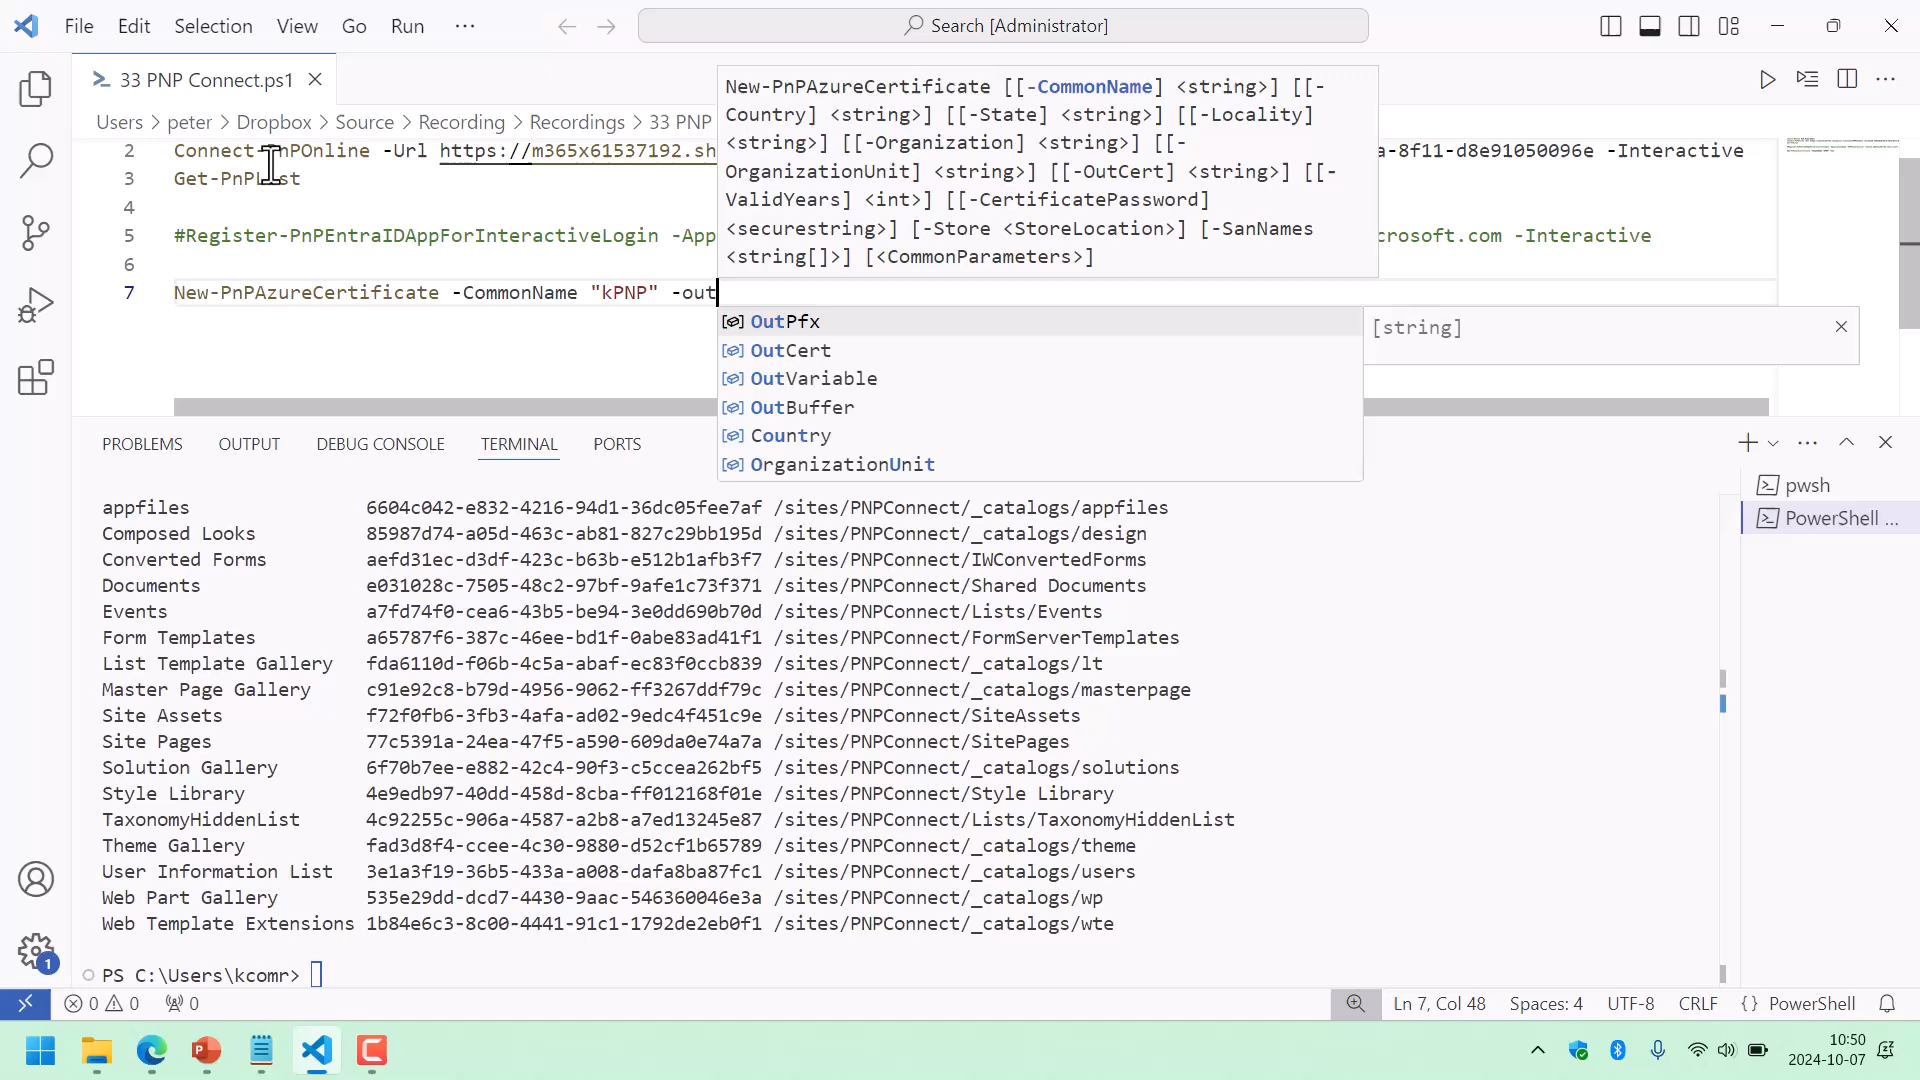 File Edit Selection View Go Run ···
Search [Administrator]
33 PNP Connect.ps1
Users > peter > Dropbox > Source > Recording > Recordings > 33 PNP
2 Connect-PnPOnline -Url https://m365x61537192.sh
a-8f11-d8e91050096e -Interactive
3 Get-PnPList
4
5 #Register-PnPEntraIDAppForInteractiveLogin -App
crosoft.com -Interactive
6
7 New-PnPAzureCertificate -CommonName "kPNP" -out
New-PnPAzureCertificate [[-CommonName] <string>] [[-
Country] <string>] [[-State] <string>] [[-Locality]
<string>] [[-Organization] <string>] [[-
OrganizationUnit] <string>] [[-OutCert] <string>] [[-
ValidYears] <int>] [[-CertificatePassword]
<securestring>] [-Store <StoreLocation>] [-SanNames
<string[]>] [<CommonParameters>]
OutPfx
OutCert
OutVariable
OutBuffer
Country
OrganizationUnit
[string]
PROBLEMS OUTPUT DEBUG CONSOLE TERMINAL PORTS
pwsh
PowerShell ...
appfiles 6604c042-e832-4216-94d1-36dc05fee7af /sites/PNPConnect/_catalogs/appfiles
Composed Looks 85987d74-a05d-463c-ab81-827c29bb195d /sites/PNPConnect/_catalogs/design
Converted Forms aefd31ec-d3df-423c-b63b-e512b1afb3f7 /sites/PNPConnect/IWConvertedForms
Documents e031028c-7505-48c2-97bf-9afe1c73f371 /sites/PNPConnect/Shared Documents
Events a7fd74f0-cea6-43b5-be94-3e0dd690b70d /sites/PNPConnect/Lists/Events
Form Templates a65787f6-387c-46ee-bd1f-0abe83ad41f1 /sites/PNPConnect/FormServerTemplates
List Template Gallery fda6110d-f06b-4c5a-abaf-ec83f0ccb839 /sites/PNPConnect/_catalogs/lt
Master Page Gallery c91e92c8-b79d-4956-9062-ff3267ddf79c /sites/PNPConnect/_catalogs/masterpage
Site Assets f72f0fb6-3fb3-4afa-ad02-9edc4f451c9e /sites/PNPConnect/SiteAssets
Site Pages 77c5391a-24ea-47f5-a590-609da0e74a7a /sites/PNPConnect/SitePages
Solution Gallery 6f70b7ee-e882-42c4-90f3-c5ccea262bf5 /sites/PNPConnect/_catalogs/solutions
Style Library 4e9edb97-40dd-458d-8cba-ff012168f01e /sites/PNPConnect/Style Library
TaxonomyHiddenList 4c92255c-906a-4587-a2b8-a7ed13245e87 /sites/PNPConnect/Lists/TaxonomyHiddenList
Theme Gallery fad3d8f4-ccee-4c30-9880-d52cf1b65789 /sites/PNPConnect/_catalogs/theme
User Information List 3e1a3f19-36b5-433a-a008-dafa8ba87fc1 /sites/PNPConnect/_catalogs/users
Web Part Gallery 535e29dd-dcd7-4430-9aac-546360046e3a /sites/PNPConnect/_catalogs/wp
Web Template Extensions 1b84e6c3-8c00-4441-91c1-1792de2eb0f1 /sites/PNPConnect/_catalogs/wte
PS C:\Users\kcomr>
1
0 0 0
Ln 7, Col 48 Spaces: 4 UTF-8 CRLF {} PowerShell
10:50
2024-10-07